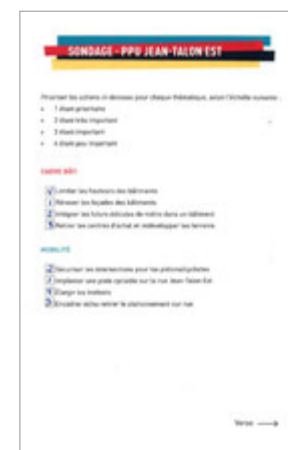 SONDAGE - PPU JEAN-TALON EST
Prioriser les actions ci-dessous pour chaque thématique, selon l'échelle suivante :
• 1 étant prioritaire
• 2 étant très important
• 3 étant important
• 4 étant peu important
CADRE BÂTI
Limiter les hauteurs des bâtiments
1 Rénover les façades des bâtiments
2 Intégrer les futurs édicules de métro dans un bâtiment
Retirer les centres d'achat et redévelopper les terrains
MOBILITÉ
2 Sécuriser les intersections pour les piétons/cyclistes
Implanter une piste cyclable sur la rue Jean-Talon Est
Élargir les trottoirs
3 Encadrer et/ou retirer le stationnement sur rue
Verso